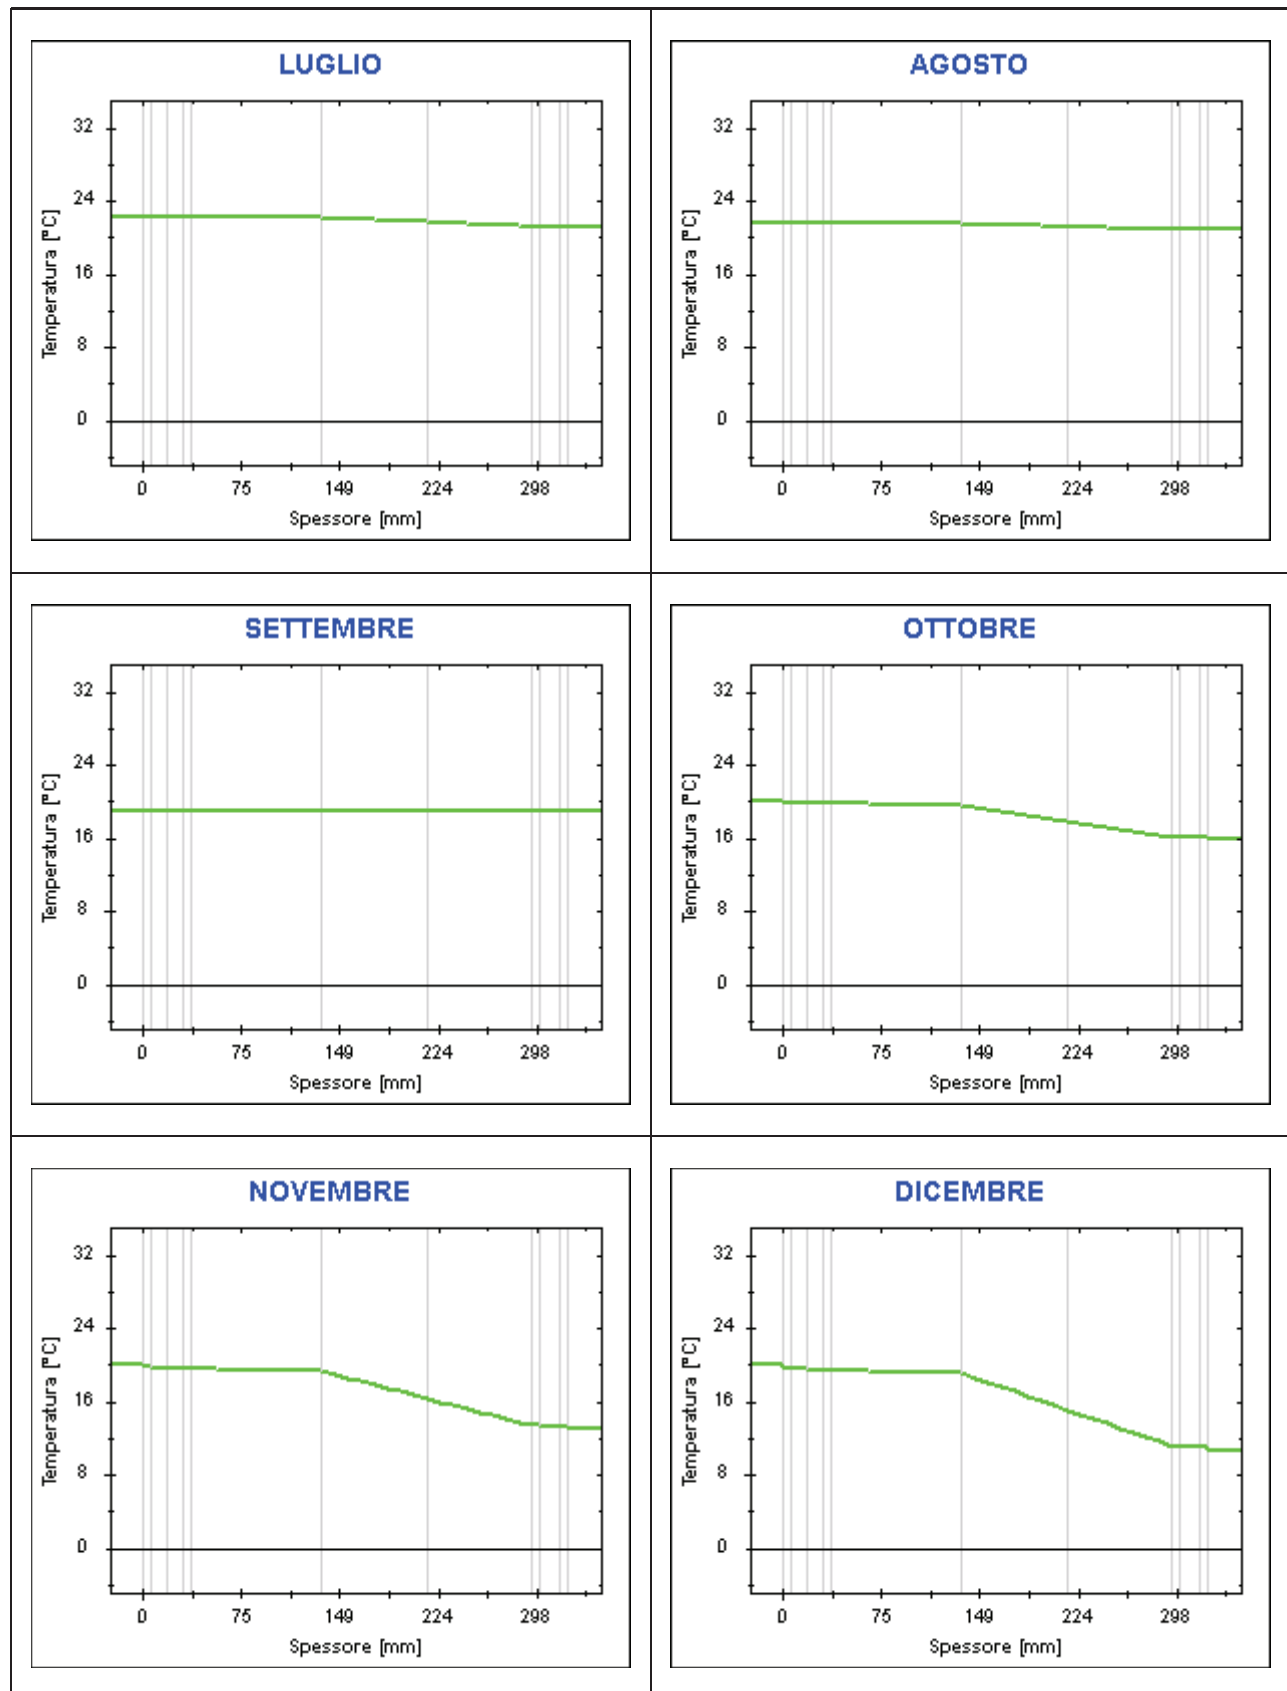 LUGLIO
32
24
16
8
0
Temperatura [°C]
0 75 149 224 298
Spessore [mm]
AGOSTO
32
24
16
8
0
Temperatura [°C]
0 75 149 224 298
Spessore [mm]
SETTEMBRE
32
24
16
8
0
Temperatura [°C]
0 75 149 224 298
Spessore [mm]
OTTOBRE
32
24
16
8
0
Temperatura [°C]
0 75 149 224 298
Spessore [mm]
NOVEMBRE
32
24
16
8
0
Temperatura [°C]
0 75 149 224 298
Spessore [mm]
DICEMBRE
32
24
16
8
0
Temperatura [°C]
0 75 149 224 298
Spessore [mm]